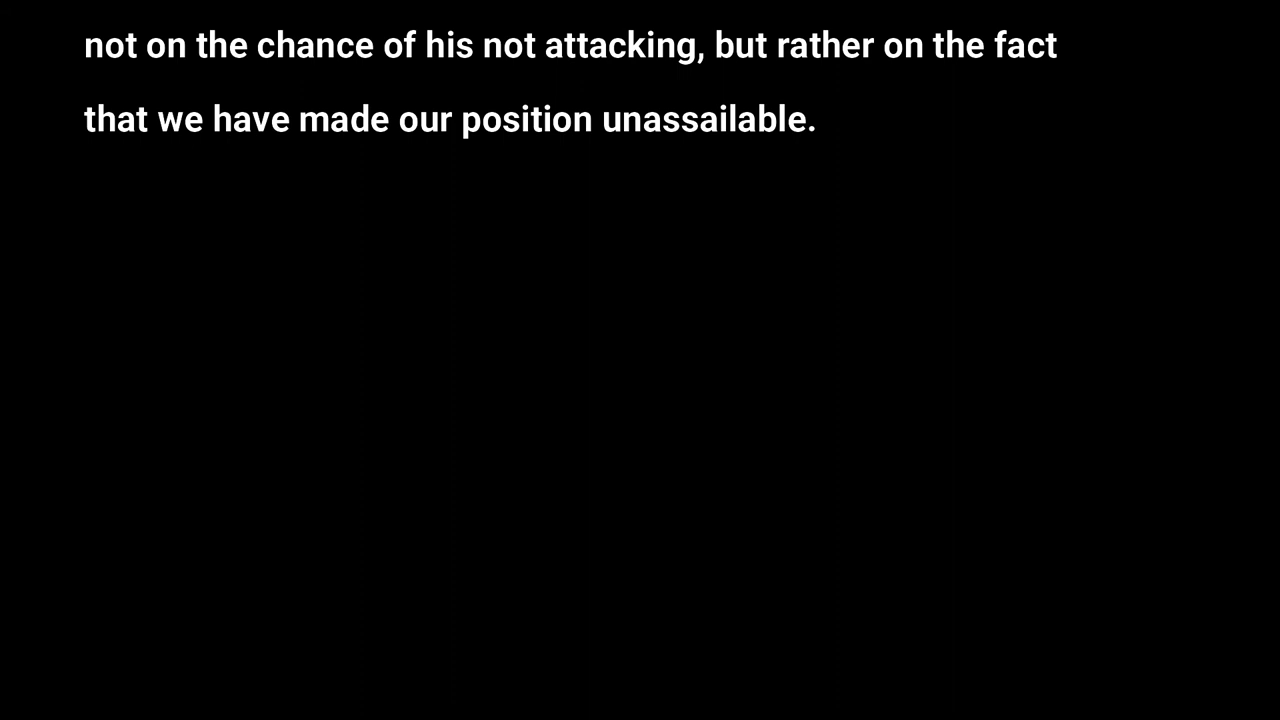 not on the chance of his not attacking, but rather on the fact
that we have made our position unassailable.